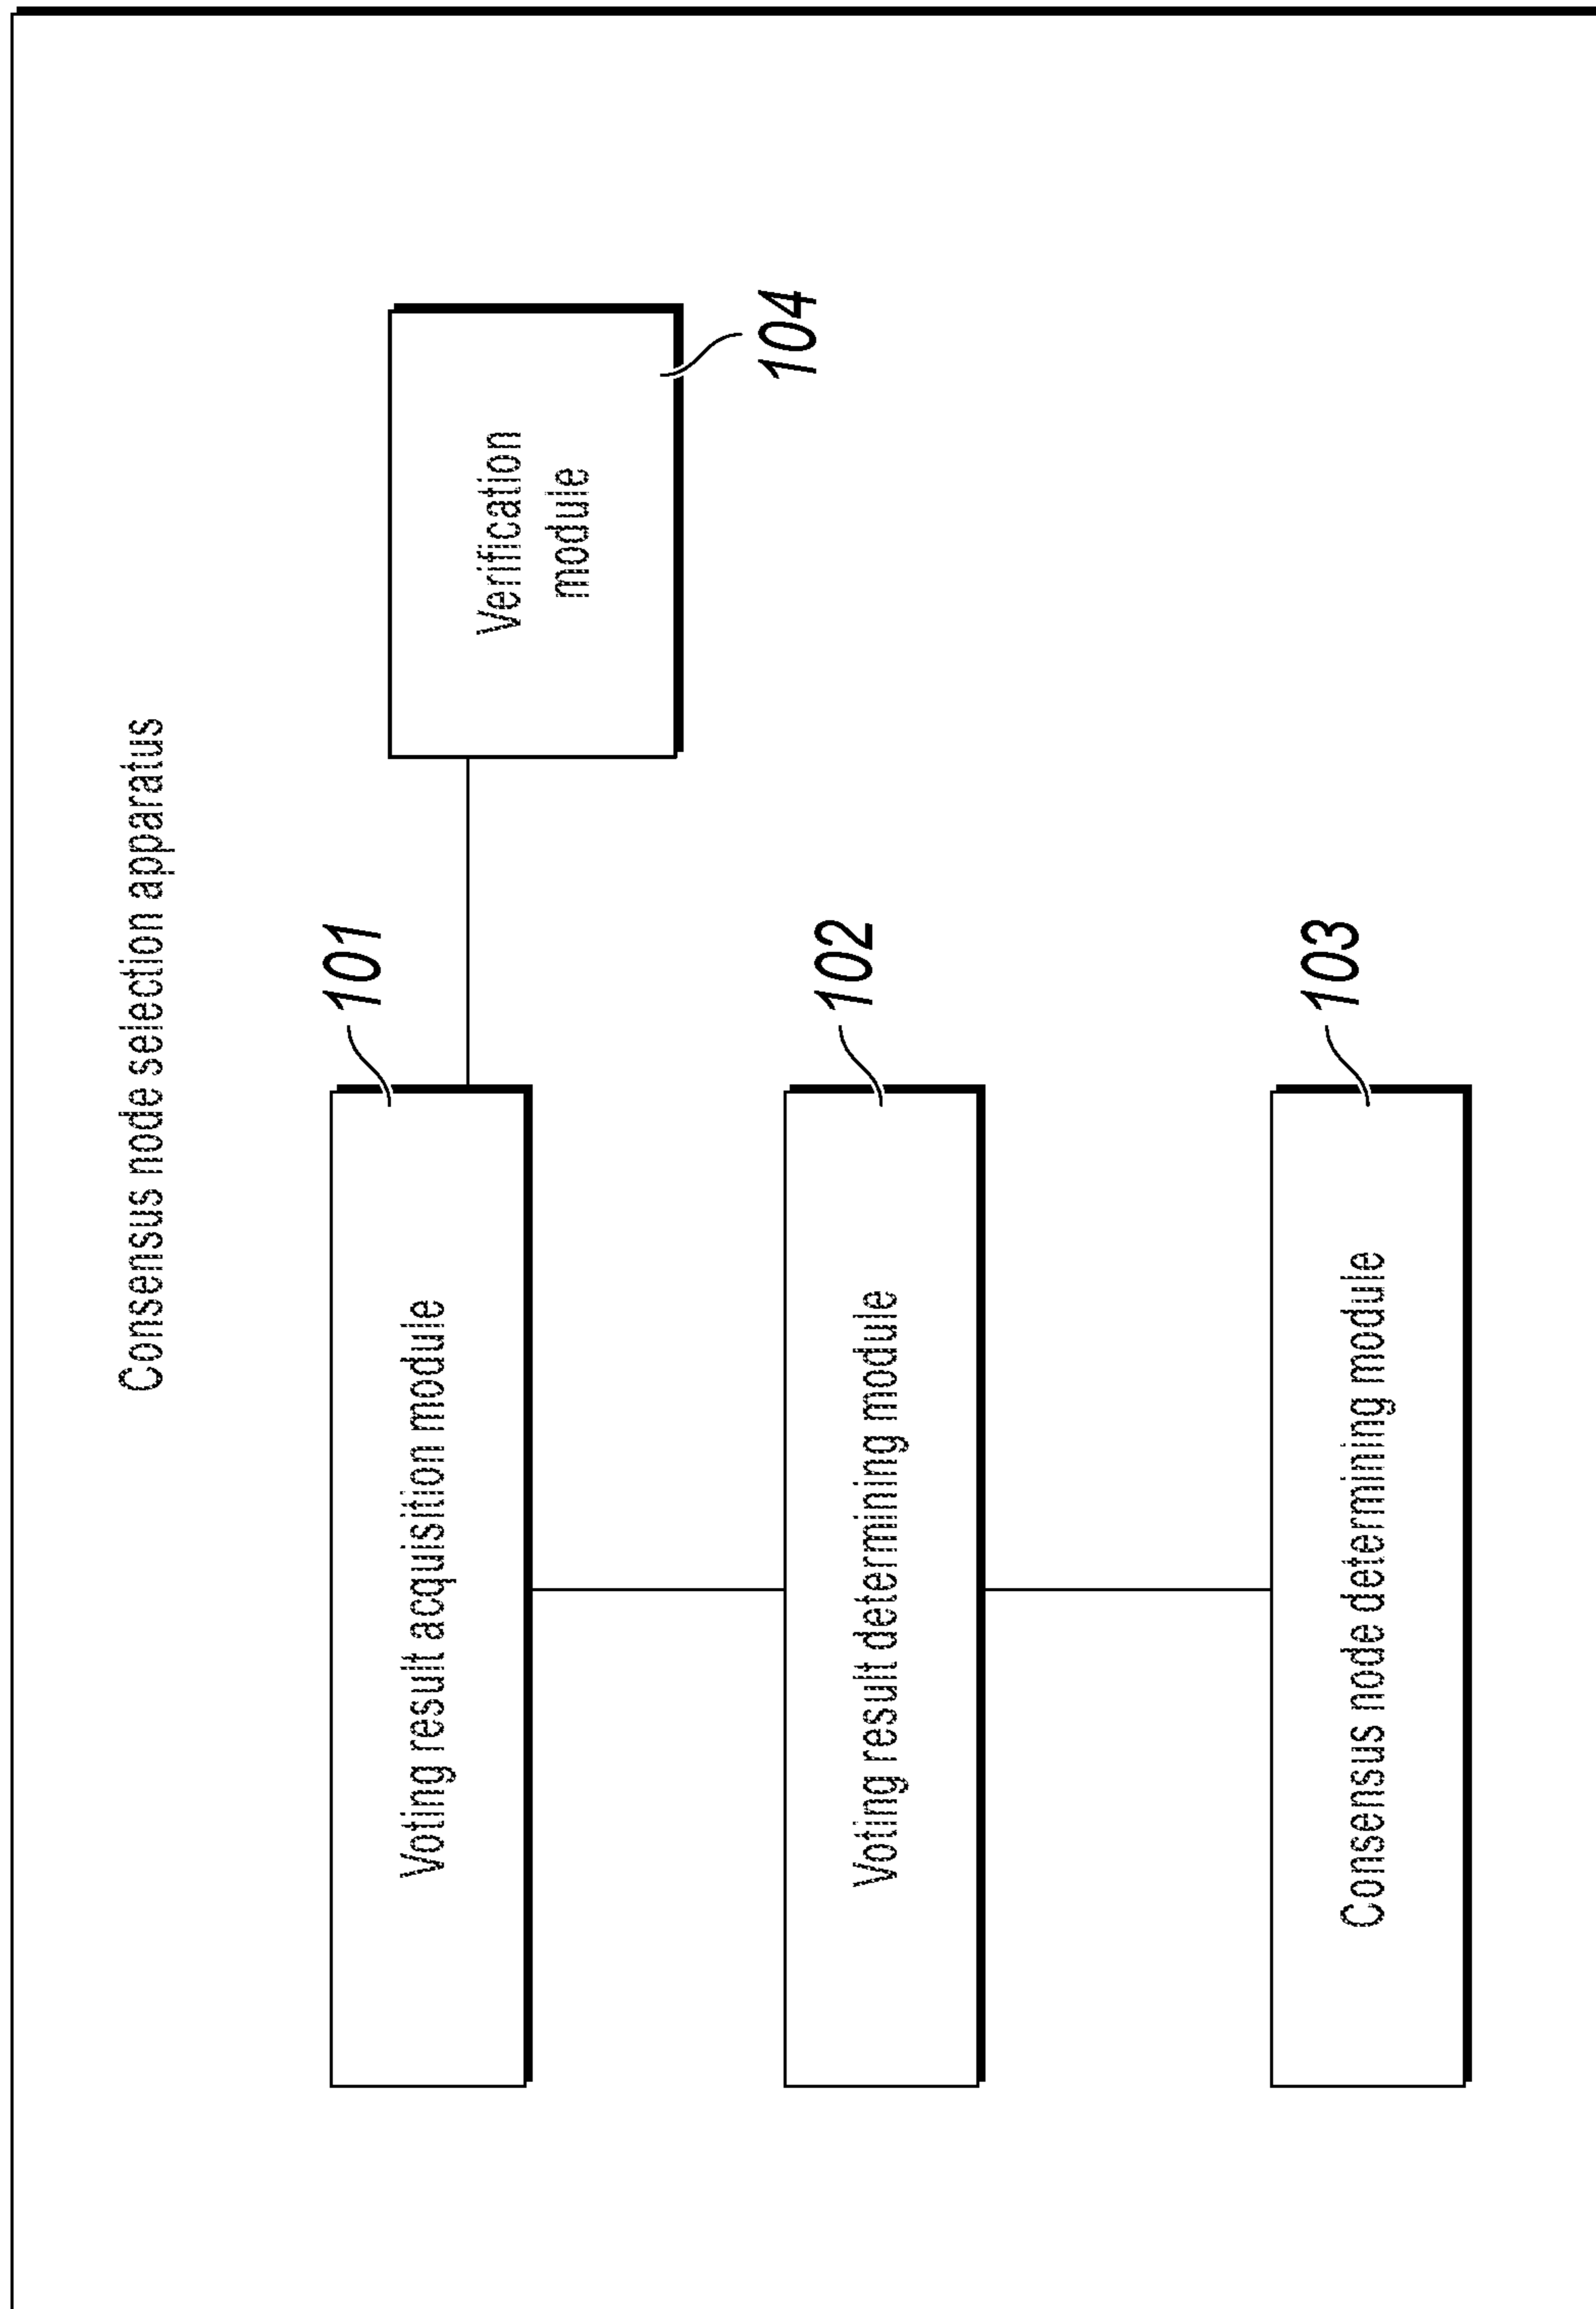 Consensus node selection apparatus
101
Voting result acquisition module
Verification
module
104
102
Voting result determining module
103
Consensus node determining module